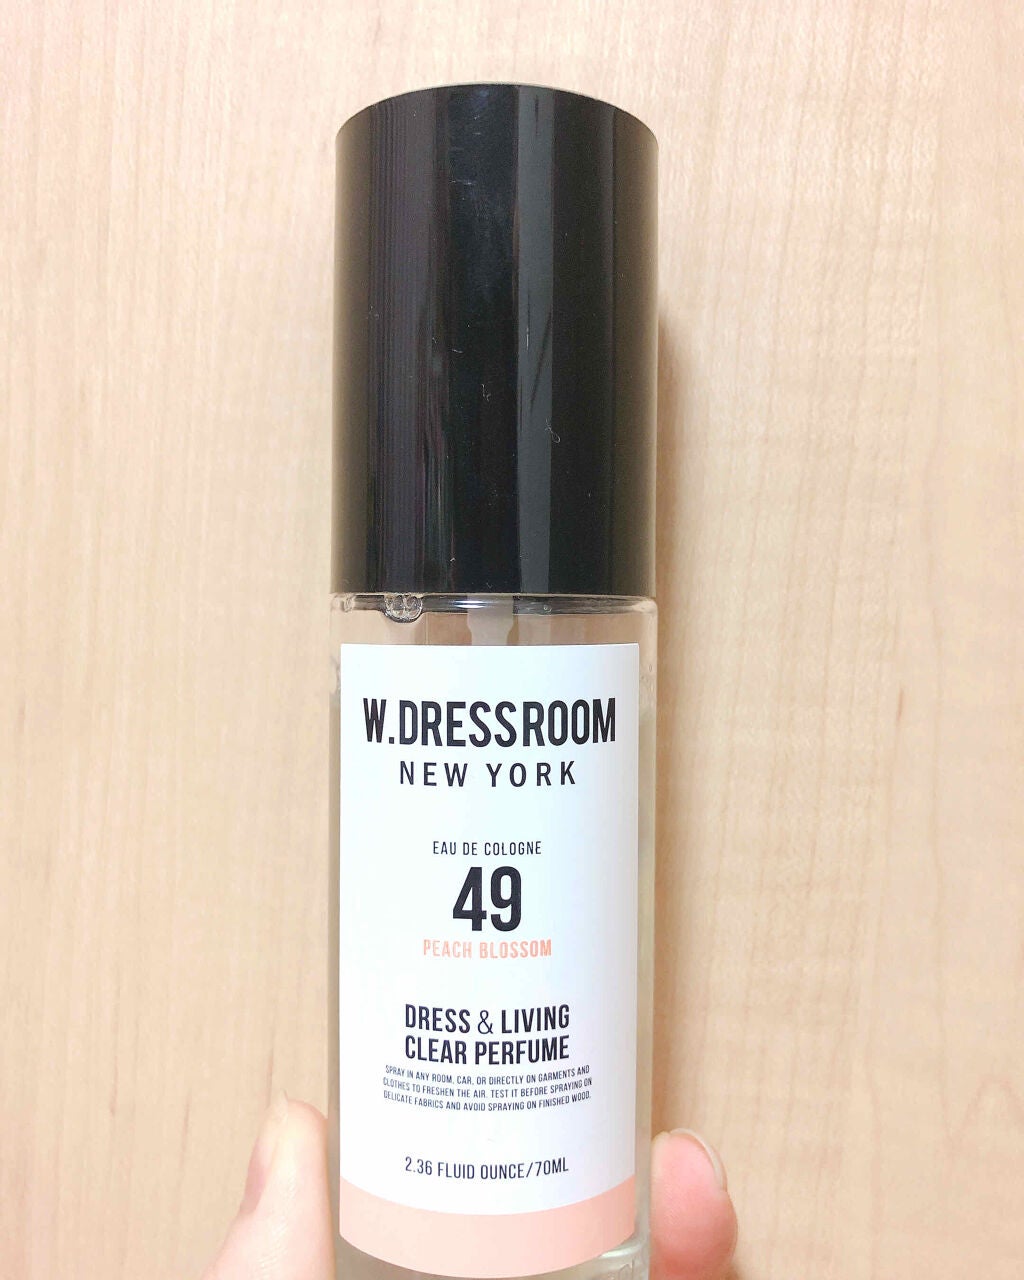 W.DRESSROOM
NEW YORK
EAU DE COLOGNE
49
PEACH BLOSSOM
DRESS & LIVING
CLEAR PERFUME
SPRAY IN ANY ROOM, CAR, OR DIRECTLY ON GARMENTS AND
CLOTHES TO FRESHEN THE AIR. TEST IT BEFORE SPRAYING ON
DELICATE FABRICS AND AVOID SPRAYING ON FINISHED WOOD.
2.36 FLUID OUNCE/70ML